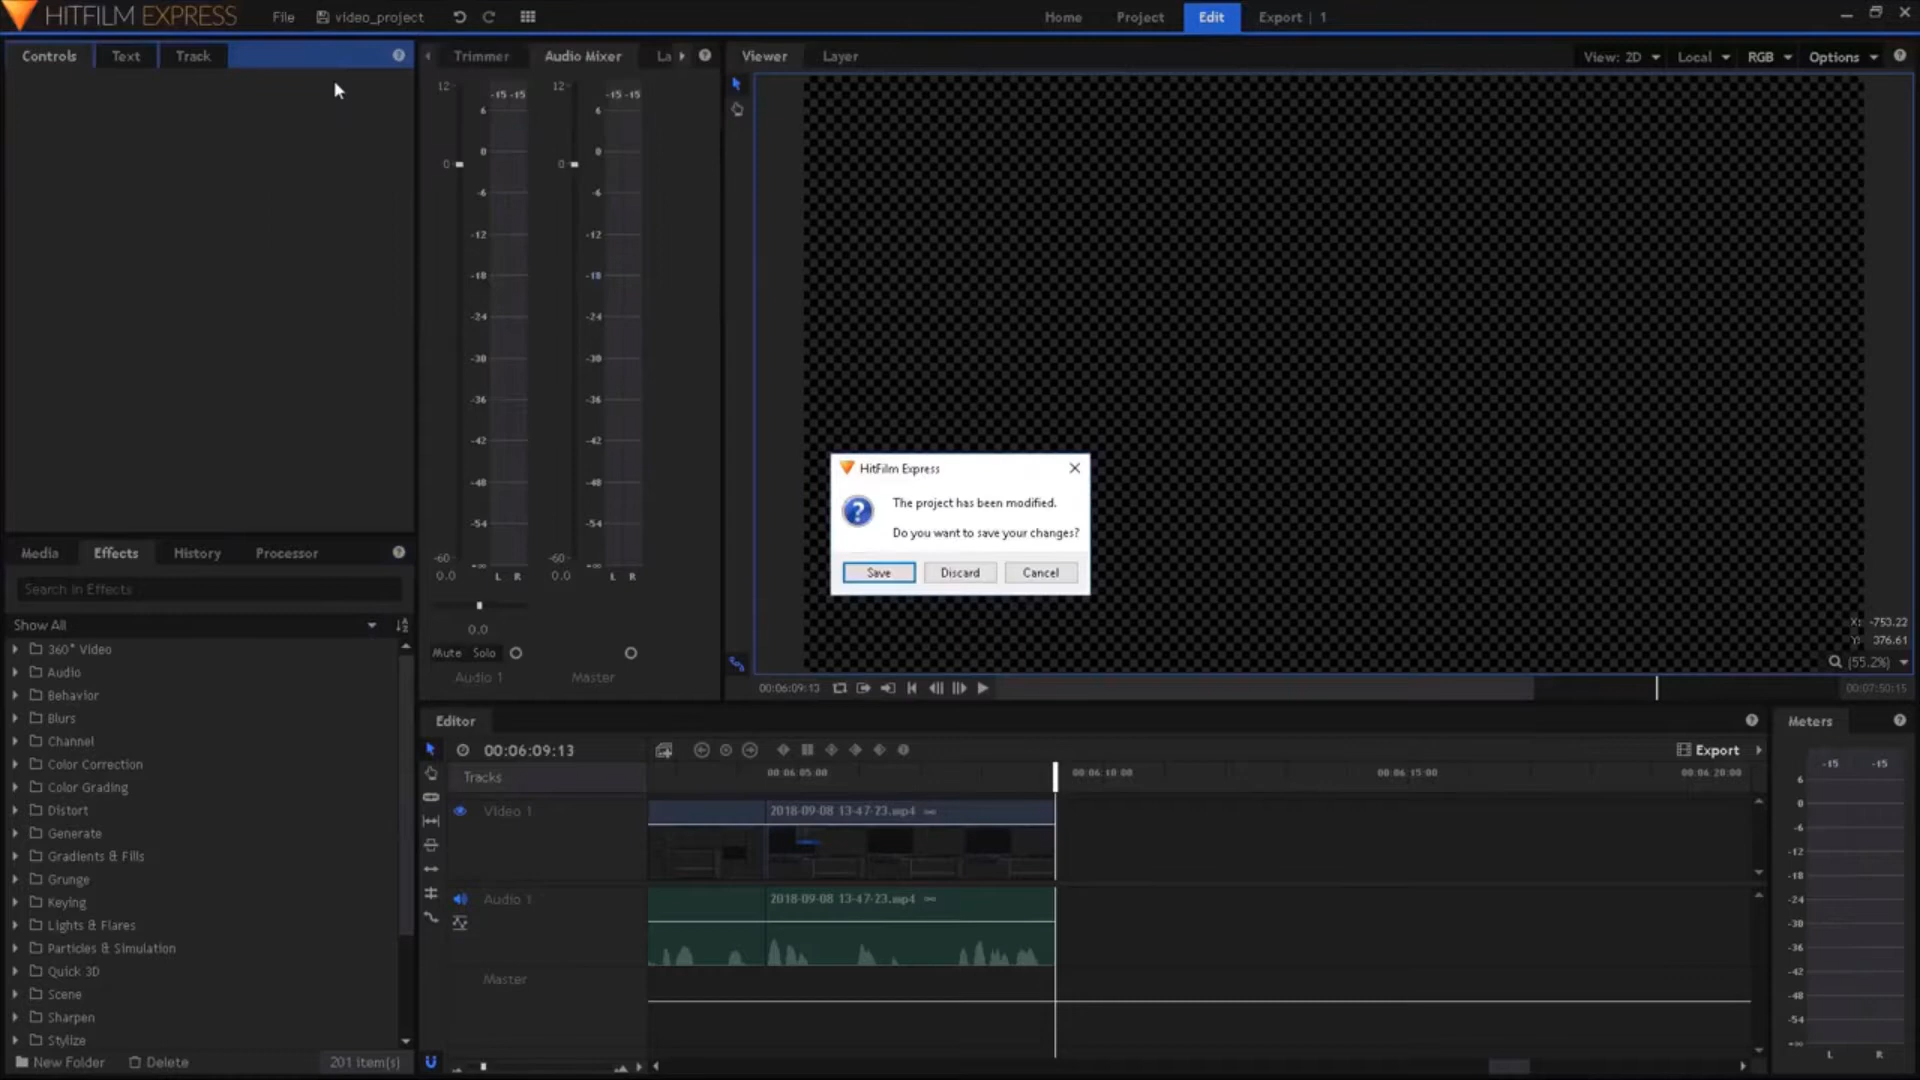 HITFILM EXPRESS
File
video_project
Home
Project
Edit
Export | 1
Controls
Text
Track
Trimmer
Audio Mixer
La
Viewer
Layer
View: 2D
Local
RGB
Options
12
-15 -15
12
-15 -15
6
6
0
0
0
0
-6
-6
-12
-12
-18
-18
-24
-24
-30
-30
-36
-36
-42
-42
-48
-48
-54
-54
-60
-∞
-60
-∞
0.0
L R
0.0
L R
0.0
Mute Solo
Audio 1
Master
HitFilm Express
The project has been modified.
Do you want to save your changes?
Save
Discard
Cancel
X: -753.22
Y: 376.61
(55.2%)
00:06:09:13
00:07:50:15
Media
Effects
History
Processor
Search in Effects
Show All
360° Video
Audio
Behavior
Blurs
Channel
Color Correction
Color Grading
Distort
Generate
Gradients & Fills
Grunge
Keying
Lights & Flares
Particles & Simulation
Quick 3D
Scene
Sharpen
Stylize
New Folder
Delete
201 item(s)
Editor
00:06:09:13
Export
Tracks
00:06:05:00
00:06:10:00
00:06:15:00
00:06:20:00
Video 1
2018-09-08 13-47-23.mp4
Audio 1
2018-09-08 13-47-23.mp4
Master
Meters
-15 -15
6
0
-6
-12
-18
-24
-30
-36
-42
-48
-54
-∞
L R